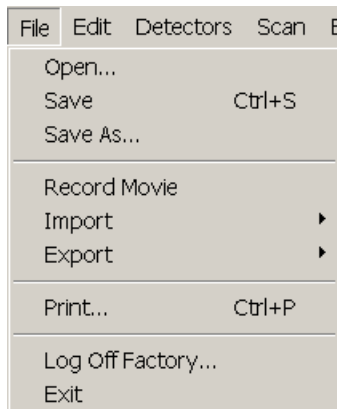 File Edit Detectors Scan
Open...
Save Ctrl+S
Save As...
Record Movie
Import
Export
Print... Ctrl+P
Log Off Factory...
Exit